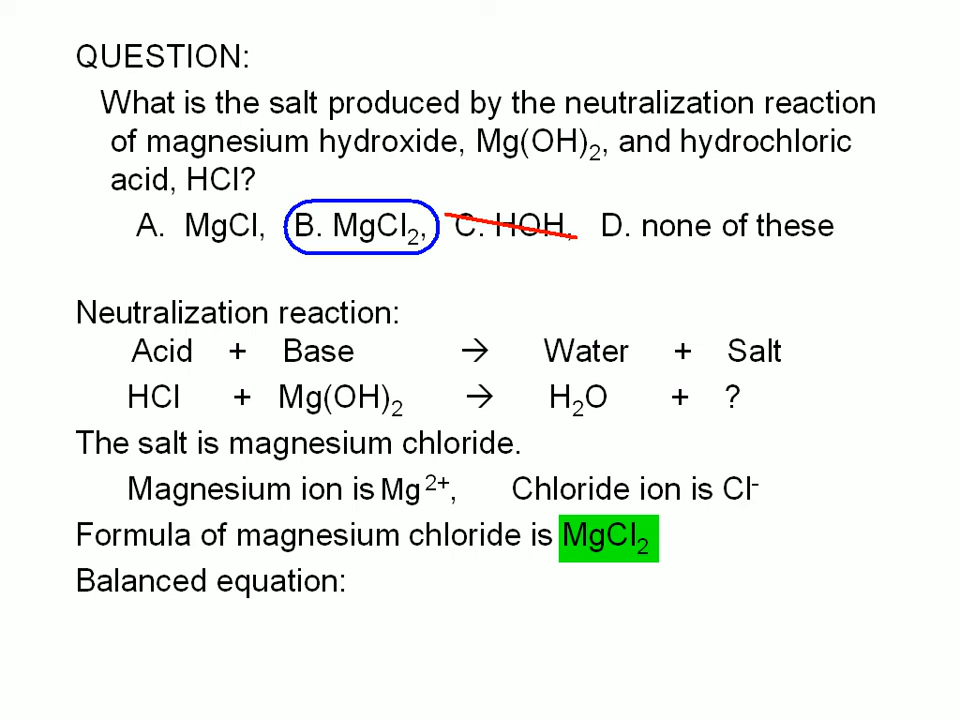 QUESTION:
What is the salt produced by the neutralization reaction
of magnesium hydroxide, Mg(OH)₂, and hydrochloric
acid, HCl?
A. MgCl, B. MgCl₂, C. HOH, D. none of these
Neutralization reaction:
Acid + Base → Water + Salt
HCl + Mg(OH)₂ → H₂O + ?
The salt is magnesium chloride.
Magnesium ion is Mg²⁺, Chloride ion is Cl⁻
Formula of magnesium chloride is MgCl₂
Balanced equation: